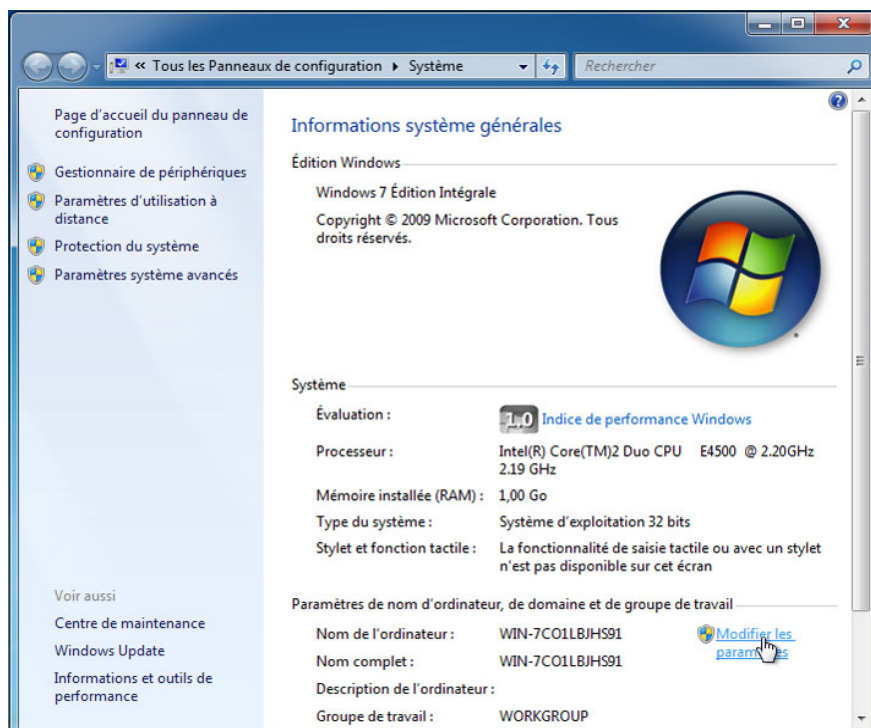 « Tous les Panneaux de configuration ▸ Système
Rechercher
Page d'accueil du panneau de
configuration
Gestionnaire de périphériques
Paramètres d'utilisation à
distance
Protection du système
Paramètres système avancés
Voir aussi
Centre de maintenance
Windows Update
Informations et outils de
performance
Informations système générales
Édition Windows
Windows 7 Édition Intégrale
Copyright © 2009 Microsoft Corporation. Tous
droits réservés.
Système
Évaluation :
1,0 Indice de performance Windows
Processeur :
Intel(R) Core(TM)2 Duo CPU E4500 @ 2.20GHz
2.19 GHz
Mémoire installée (RAM) :
1,00 Go
Type du système :
Système d'exploitation 32 bits
Stylet et fonction tactile :
La fonctionnalité de saisie tactile ou avec un stylet
n'est pas disponible sur cet écran
Paramètres de nom d'ordinateur, de domaine et de groupe de travail
Nom de l'ordinateur :
WIN-7CO1LBJHS91
Modifier les
paramètres
Nom complet :
WIN-7CO1LBJHS91
Description de l'ordinateur :
Groupe de travail :
WORKGROUP